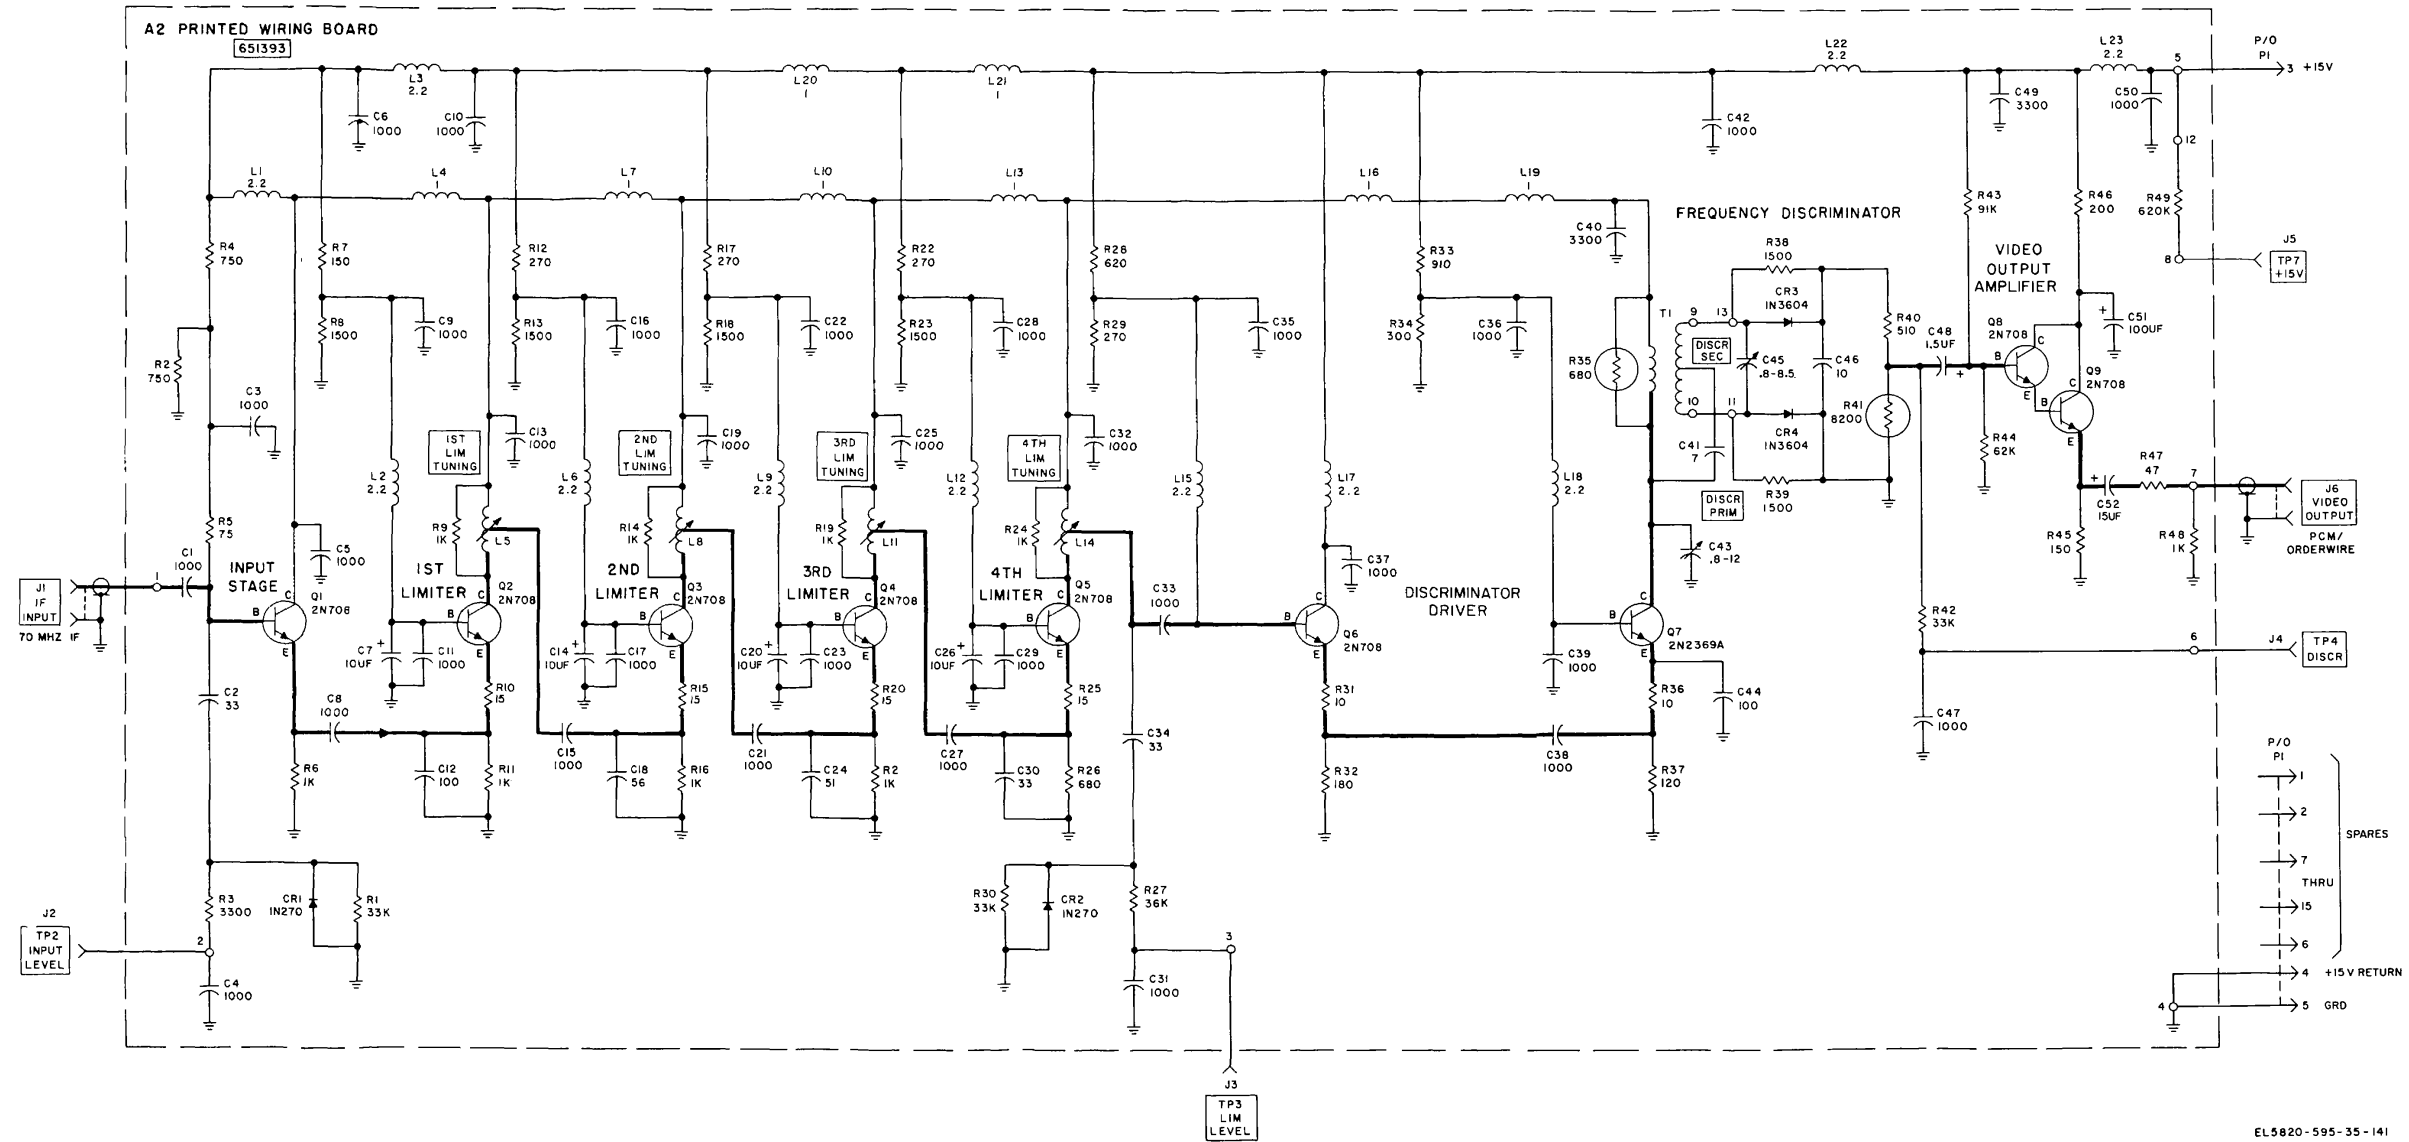 A2 PRINTED WIRING BOARD
651393
L3
2.2
L20
1
L21
1
L22
2.2
L23
2.2
5
P/O
P1
3 +15V
C6
1000
C10
1000
C42
1000
C49
3300
C50
1000
12
L1
2.2
L4
1
L7
1
L10
1
L13
1
L16
1
L19
1
R43
91K
R46
200
R49
620K
FREQUENCY DISCRIMINATOR
C40
3300
R4
750
R7
150
R12
270
R17
270
R22
270
R28
620
R33
910
R38
1500
VIDEO
OUTPUT
AMPLIFIER
8
J5
TP7
+15V
R8
1500
C9
1000
R13
1500
C16
1000
R18
1500
C22
1000
R23
1500
C28
1000
R29
270
C35
1000
R34
300
C36
1000
CR3
1N3604
T1
9
13
R40
510
C48
1.5UF
+
Q8
2N708
B
C
E
+
C51
100UF
R2
750
C3
1000
R35
680
DISCR
SEC
C45
.8-8.5
C46
10
10
11
CR4
1N3604
R41
8200
Q9
2N708
B
C
E
C13
1000
C19
1000
C25
1000
C32
1000
C41
7
R44
62K
1ST
LIM
TUNING
2ND
LIM
TUNING
3RD
LIM
TUNING
4TH
LIM
TUNING
L2
2.2
L6
2.2
L9
2.2
L12
2.2
L15
2.2
L17
2.2
L18
2.2
R39
1500
DISCR
PRIM
+
C52
15UF
R47
47
7
J6
VIDEO
OUTPUT
PCM/
ORDERWIRE
R5
75
R9
1K
L5
R14
1K
L8
R19
1K
L11
R24
1K
L14
R45
150
R48
1K
C5
1000
C37
1000
C43
.8-12
J1
IF
INPUT
70 MHZ IF
1
C1
1000
INPUT
STAGE
Q1
2N708
B
C
E
1ST
LIMITER
Q2
2N708
B
C
E
2ND
LIMITER
Q3
2N708
B
C
E
3RD
LIMITER
Q4
2N708
B
C
E
4TH
LIMITER
Q5
2N708
B
C
E
C33
1000
B
C
E
Q6
2N708
DISCRIMINATOR
DRIVER
B
C
E
Q7
2N2369A
R42
33K
6
J4
TP4
DISCR
+
C7
10UF
C11
1000
+
C14
10UF
C17
1000
+
C20
10UF
C23
1000
+
C26
10UF
C29
1000
C39
1000
C2
33
C8
1000
R10
15
R15
15
R20
15
R25
15
R31
10
R36
10
C44
100
C47
1000
C34
33
R6
1K
C12
100
R11
1K
C15
1000
C18
56
R16
1K
C21
1000
C24
51
R2
1K
C27
1000
C30
33
R26
680
R32
180
C38
1000
R37
120
P/O
P1
1
2
7
THRU
15
6
SPARES
4 +15V RETURN
5 GRD
4
R3
3300
CR1
1N270
R1
33K
R30
33K
CR2
1N270
R27
36K
J2
TP2
INPUT
LEVEL
2
3
C4
1000
C31
1000
J3
TP3
LIM
LEVEL
EL5820-595-35-141